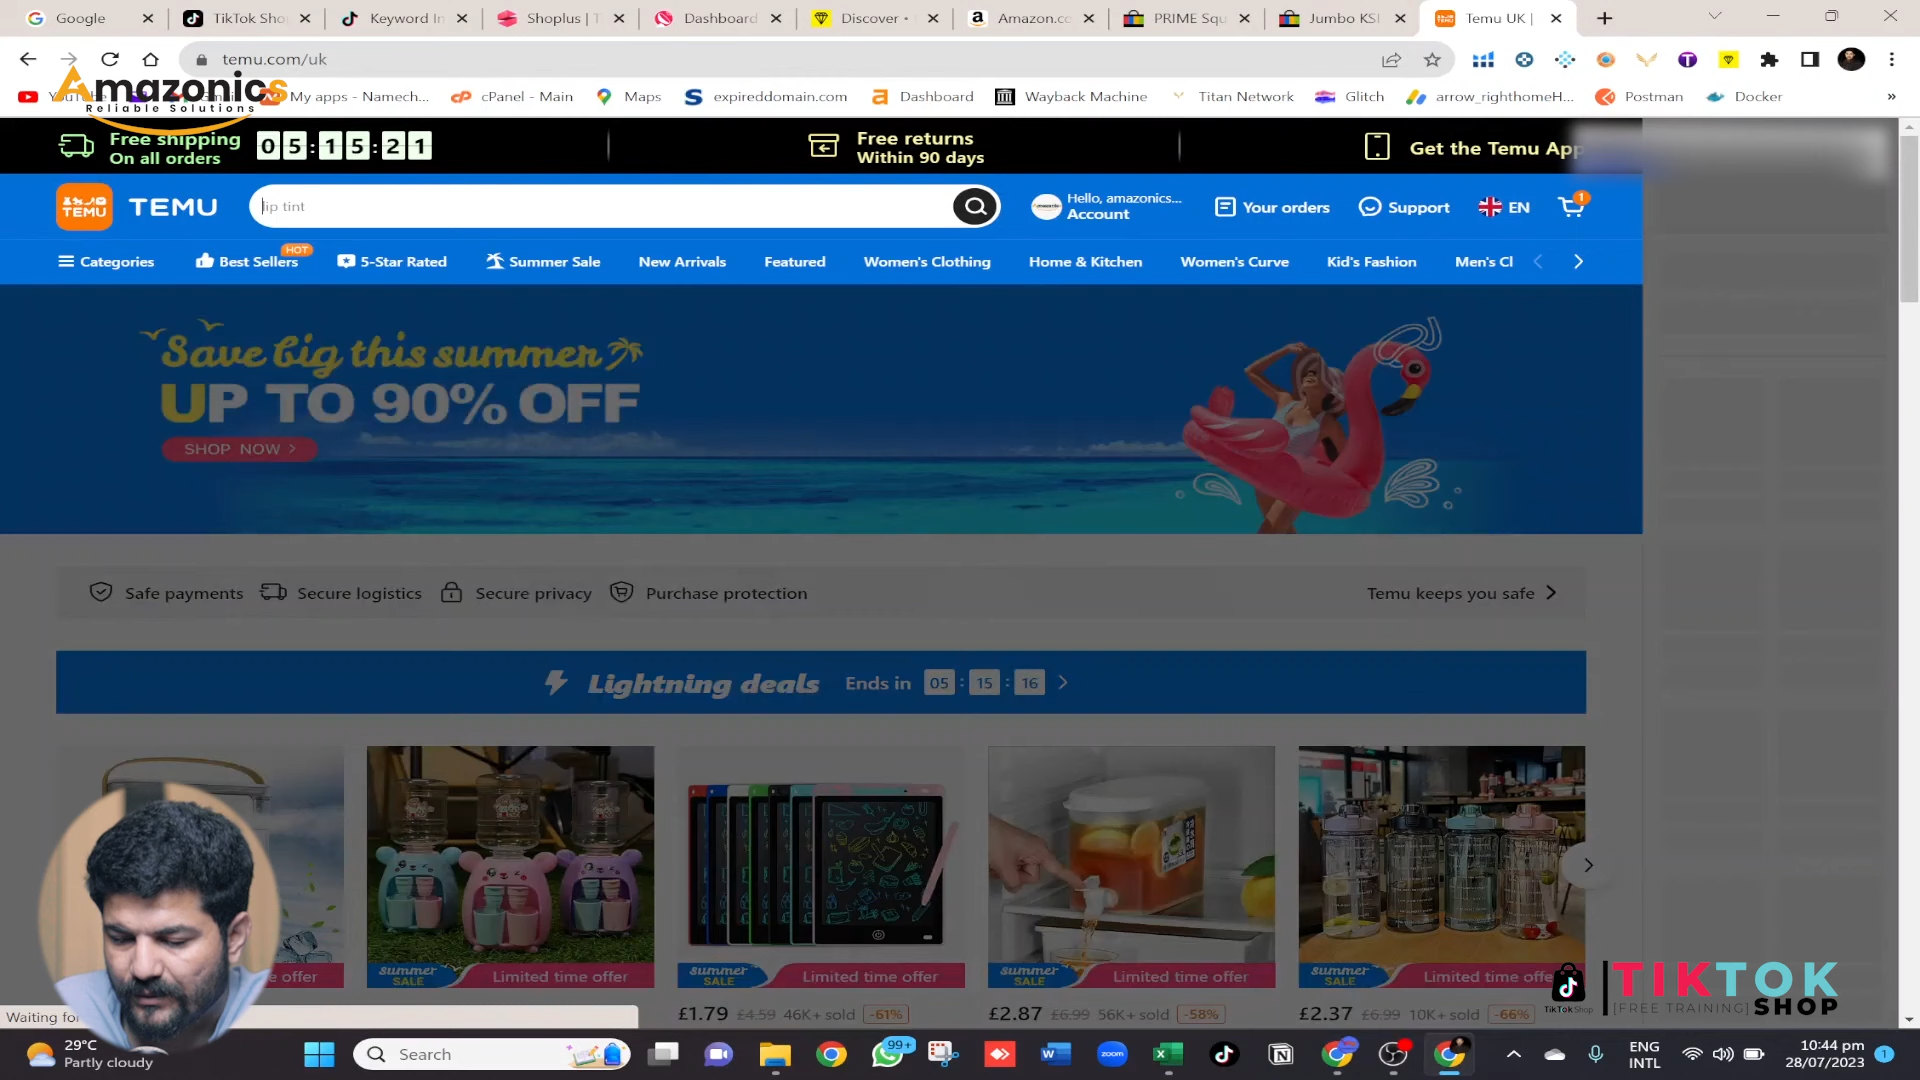 Google
TikTok Sho
Keyword In
Shoplus | T
Dashboard
Discover •
Amazon.co
PRIME Squ
Jumbo KSI
Temu UK |
temu.com/uk
YouTube
My apps - Namech...
cPanel - Main
Maps
expireddomain.com
Dashboard
Wayback Machine
Titan Network
Glitch
arrow_righthomeH...
Postman
Docker
»
Amazonics
Reliable Solutions
Free shipping
On all orders
05:15:21
Free returns
Within 90 days
Get the Temu App
TEMU
TEMU
lip tint
Hello, amazonics...
Account
Your orders
Support
EN
1
Categories
Best Sellers
HOT
5-Star Rated
Summer Sale
New Arrivals
Featured
Women's Clothing
Home & Kitchen
Women's Curve
Kid's Fashion
Men's Cl
Save big this summer
UP TO 90% OFF
SHOP NOW >
Safe payments
Secure logistics
Secure privacy
Purchase protection
Temu keeps you safe
Lightning deals
Ends in 05 : 15 : 16
e offer
summer SALE
Limited time offer
summer SALE
Limited time offer
summer SALE
Limited time offer
summer SALE
Limited time offe
£1.79 £4.59 46K+ sold -61%
£2.87 £6.99 56K+ sold -58%
£2.37 £6.99 10K+ sold -66%
TikTok Shop
TIKTOK
[FREE TRAINING] SHOP
Waiting for
29°C
Partly cloudy
Search
99+
zoom
ENG
INTL
10:44 pm
28/07/2023
1